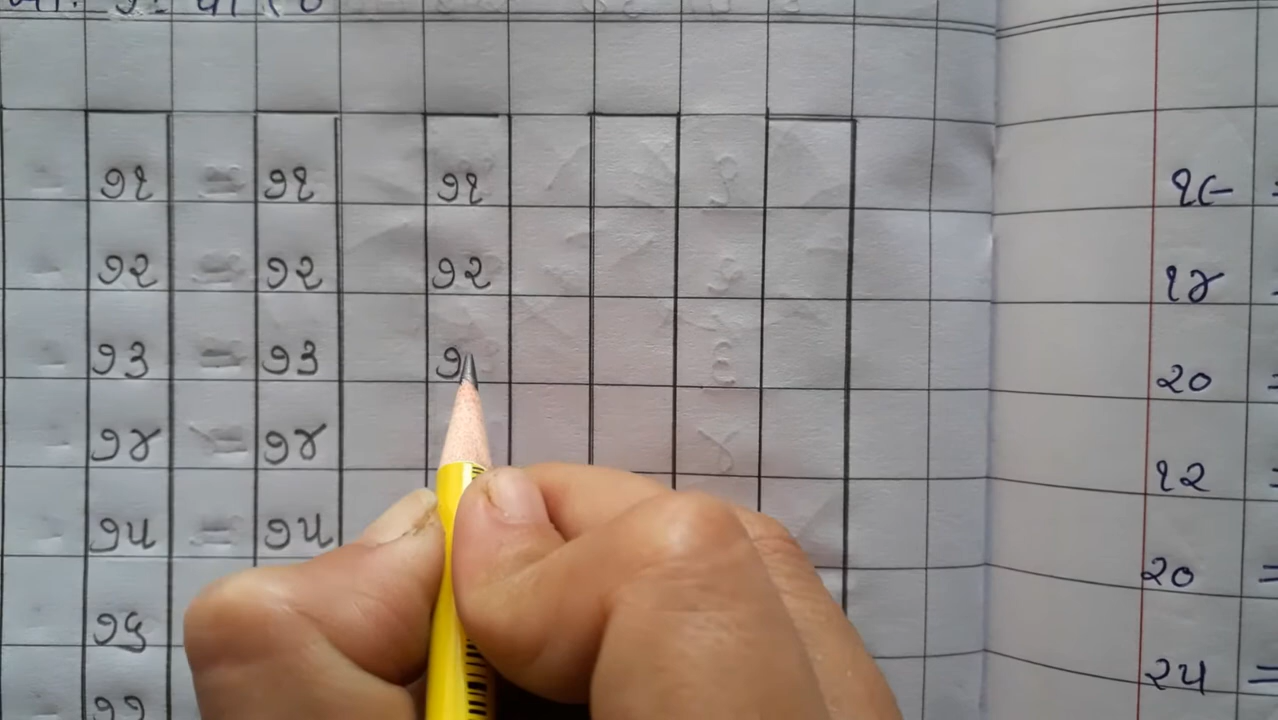 - ૧૧ = ૧૧ ૧૧
- ૧૨ = ૧૨ ૧૨
- ૧૩ = ૧૩ ૧
- ૧૪ = ૧૪
- ૧૫ = ૧૫
- ૧૬
૧૯ =
૧૪ =
૨૦ =
૧૨ =
૨૦ =
૨૫ =